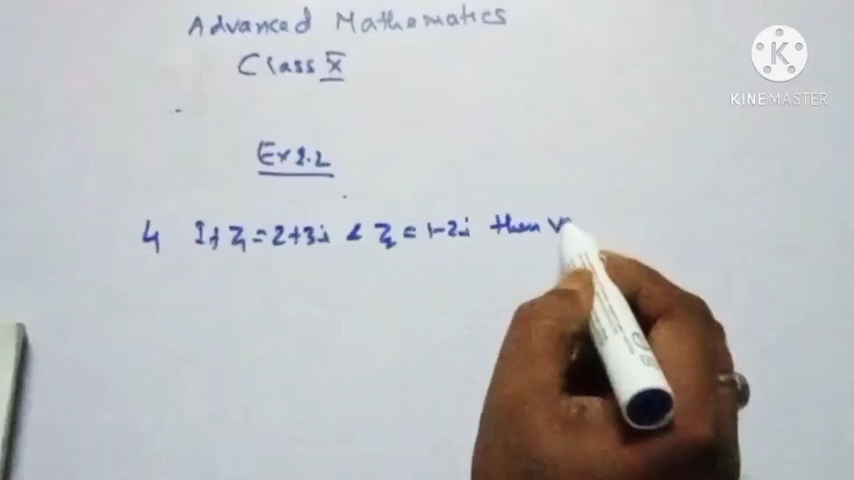 Advanced Mathematics
Class X
Ex 2.2
4 If z₁ = 2+3i & z₂ = 1-2i then
K
KINEMASTER